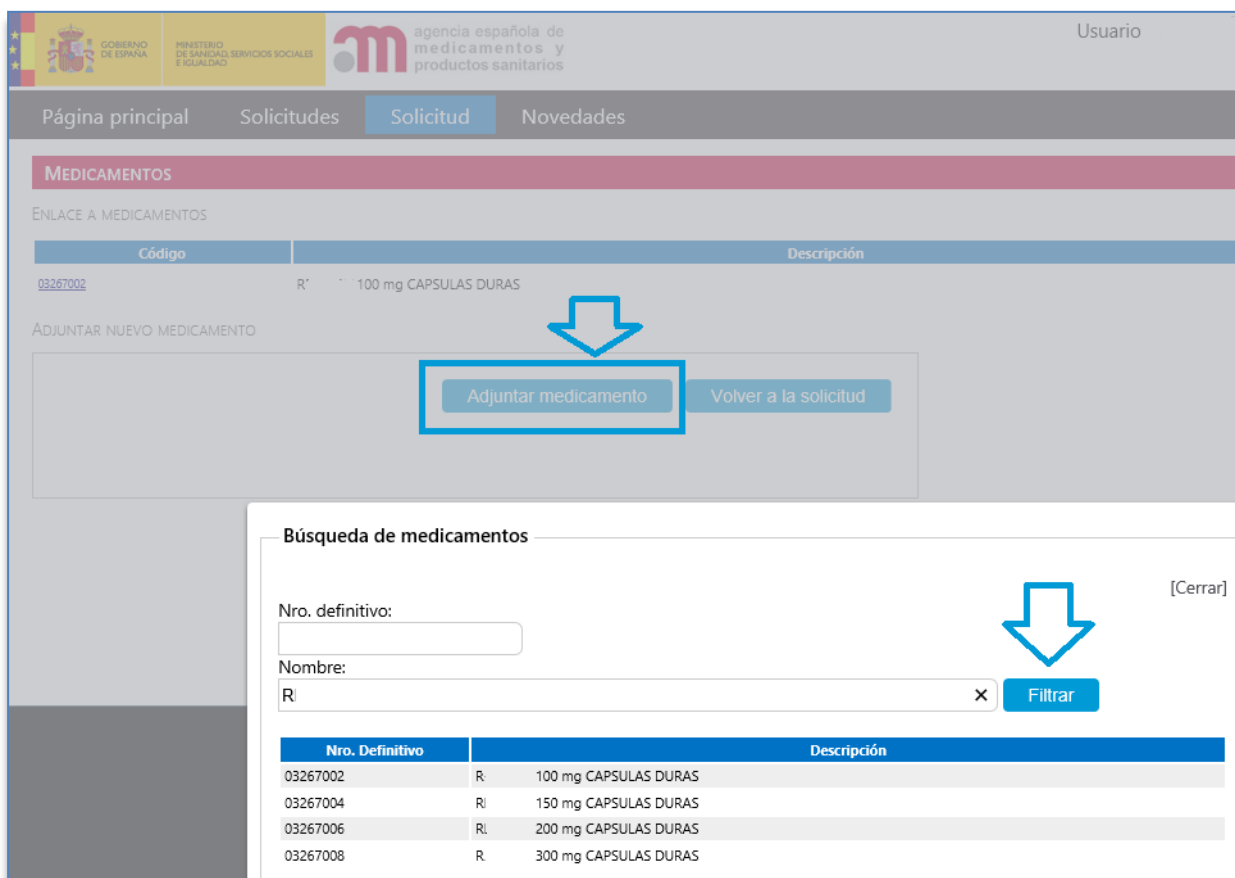 GOBIERNO
DE ESPAÑA
MINISTERIO
DE SANIDAD, SERVICIOS SOCIALES
E IGUALDAD
agencia española de
medicamentos y
productos sanitarios
Usuario
Página principal Solicitudes Solicitud Novedades
MEDICAMENTOS
ENLACE A MEDICAMENTOS
Código Descripción
03267002 R 100 mg CAPSULAS DURAS
ADJUNTAR NUEVO MEDICAMENTO
Adjuntar medicamento Volver a la solicitud
Búsqueda de medicamentos
[Cerrar]
Nro. definitivo:
Nombre:
R Filtrar
Nro. Definitivo Descripción
03267002 R 100 mg CAPSULAS DURAS
03267004 R 150 mg CAPSULAS DURAS
03267006 R 200 mg CAPSULAS DURAS
03267008 R 300 mg CAPSULAS DURAS